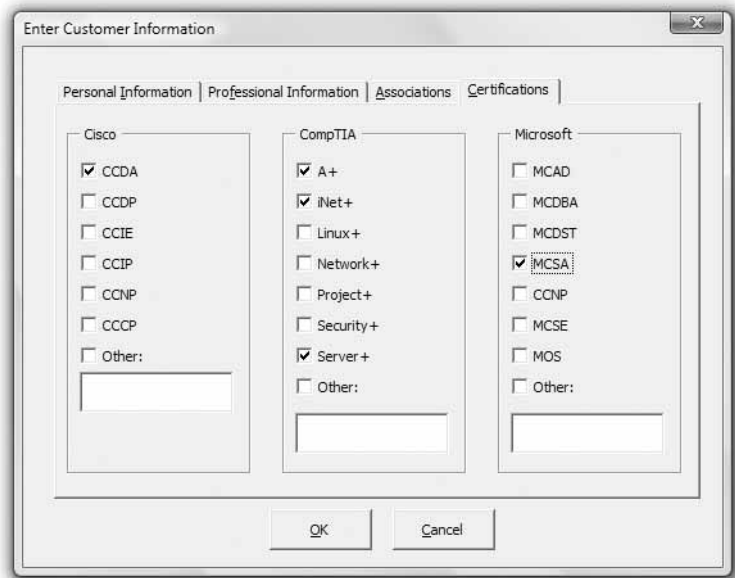 Enter Customer Information
X
Personal Information
Professional Information
Associations
Certifications
Cisco
CCDA
CCDP
CCIE
CCIP
CCNP
CCCP
Other:
CompTIA
A+
iNet+
Linux+
Network+
Project+
Security+
Server+
Other:
Microsoft
MCAD
MCDBA
MCDST
MCSA
CCNP
MCSE
MOS
Other:
OK
Cancel